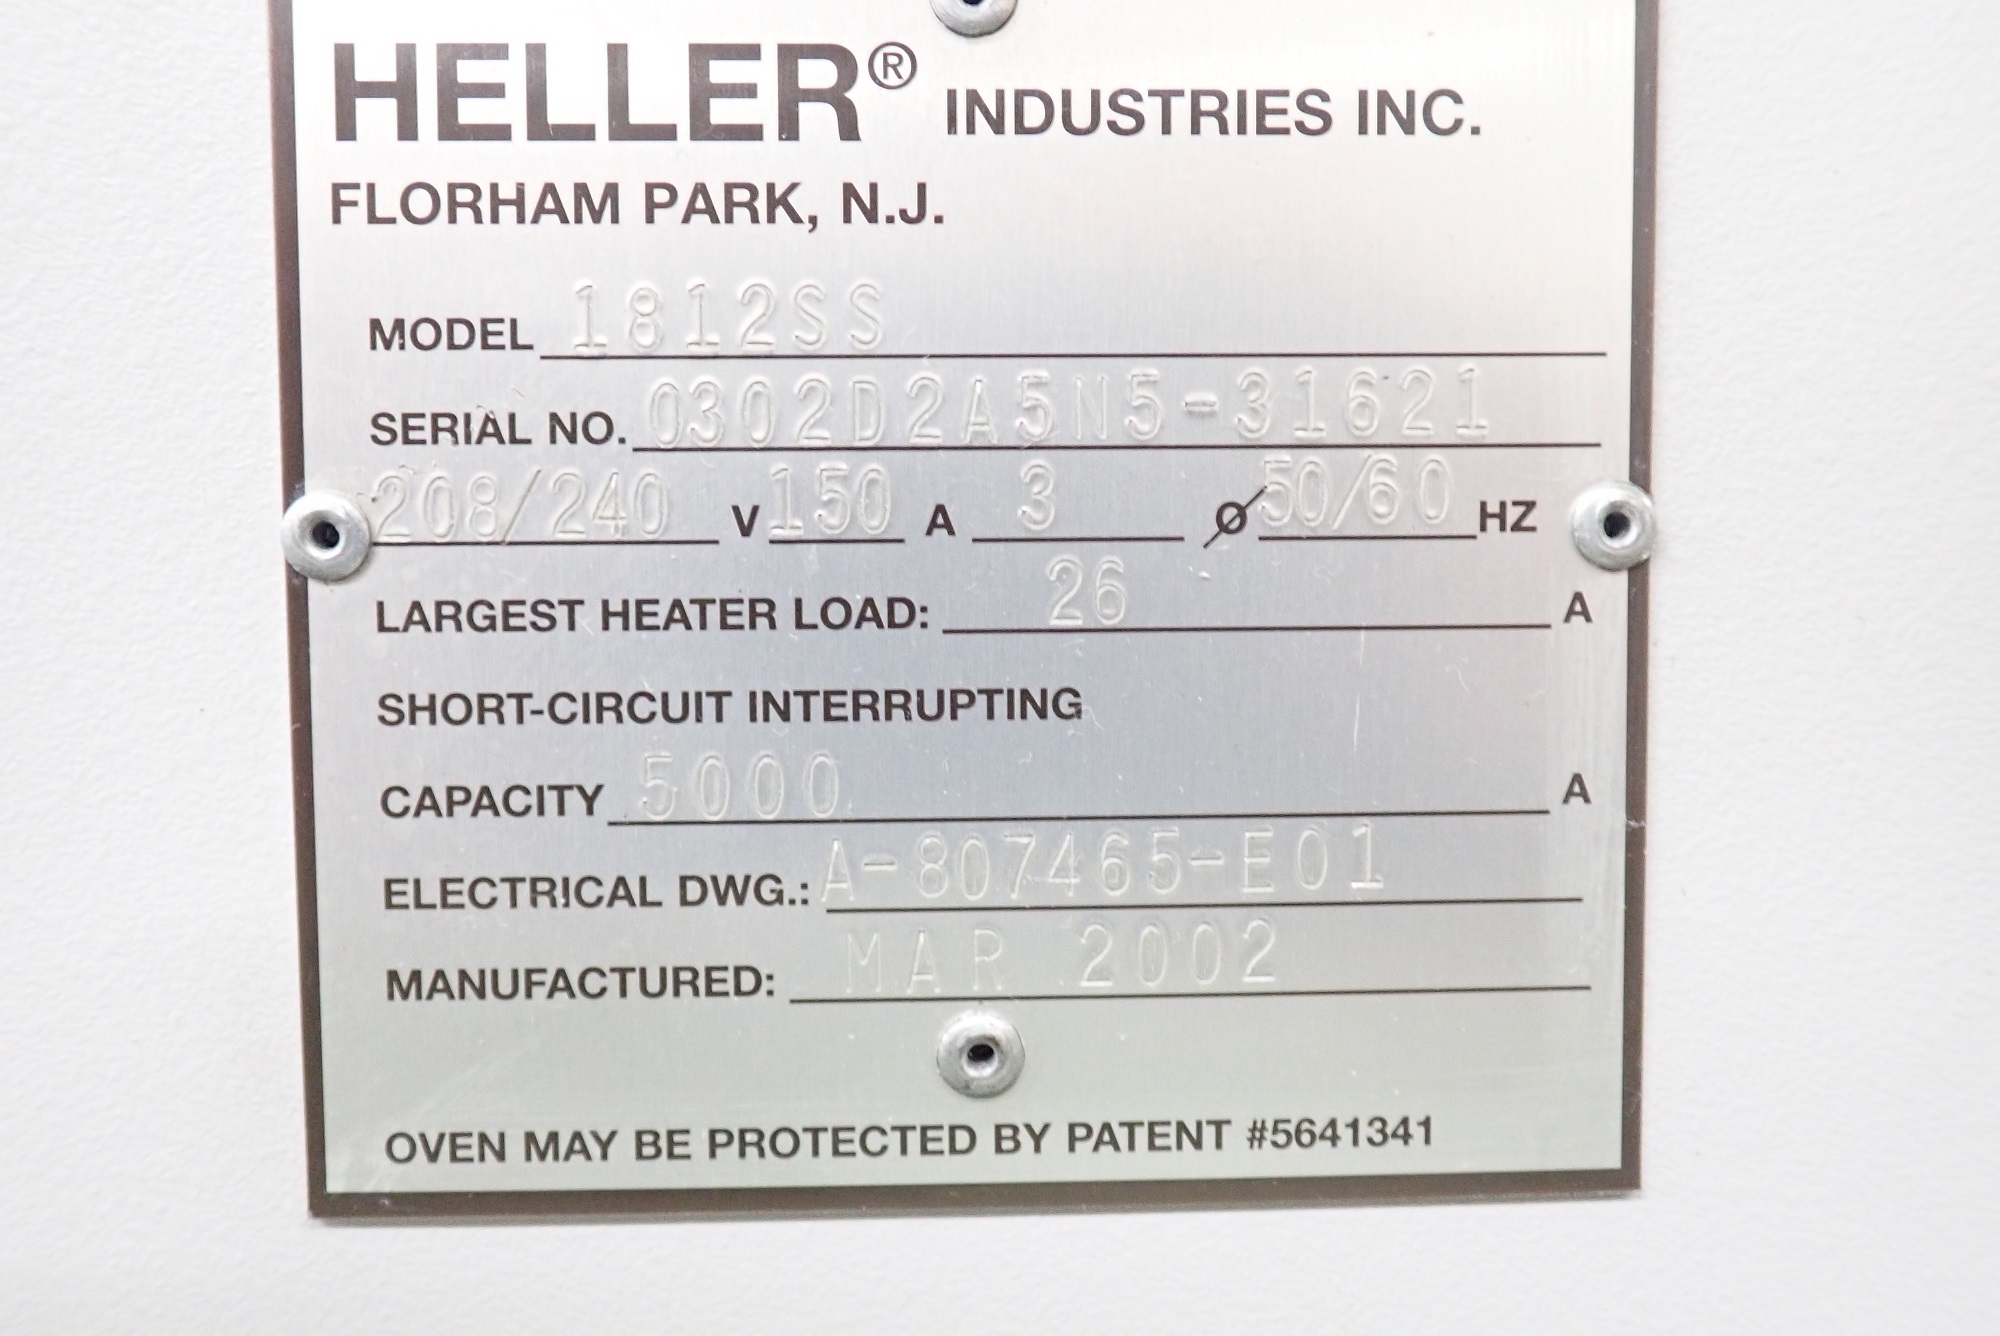 HELLER® INDUSTRIES INC.
FLORHAM PARK, N.J.
MODEL 1812SS
SERIAL NO. 0302D2A5N5-31621
208/240 V 150 A 3 Ø 50/60 HZ
LARGEST HEATER LOAD: 26 A
SHORT-CIRCUIT INTERRUPTING
CAPACITY 5000 A
ELECTRICAL DWG.: A-807465-E01
MANUFACTURED: MAR 2002
OVEN MAY BE PROTECTED BY PATENT #5641341